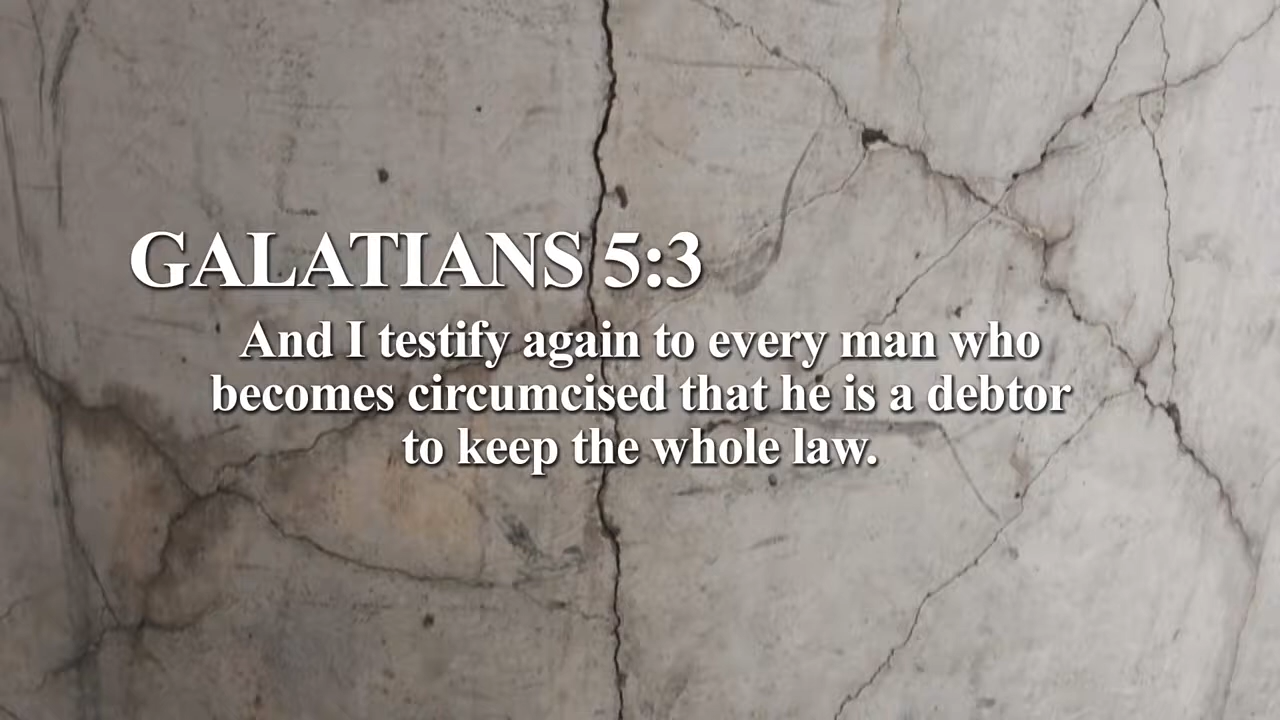 GALATIANS 5:3
And I testify again to every man who
becomes circumcised that he is a debtor
to keep the whole law.